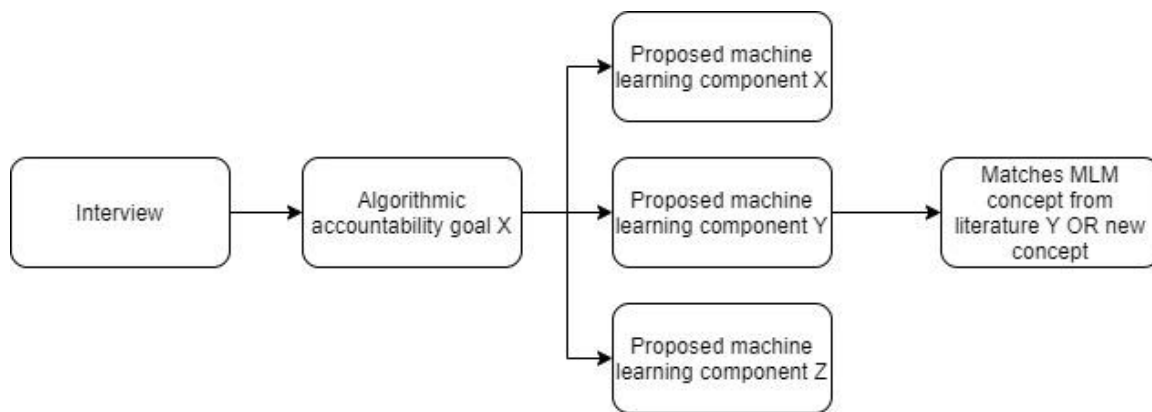 Interview
Algorithmic
accountability goal X
Proposed machine
learning component X
Proposed machine
learning component Y
Proposed machine
learning component Z
Matches MLM
concept from
literature Y OR new
concept